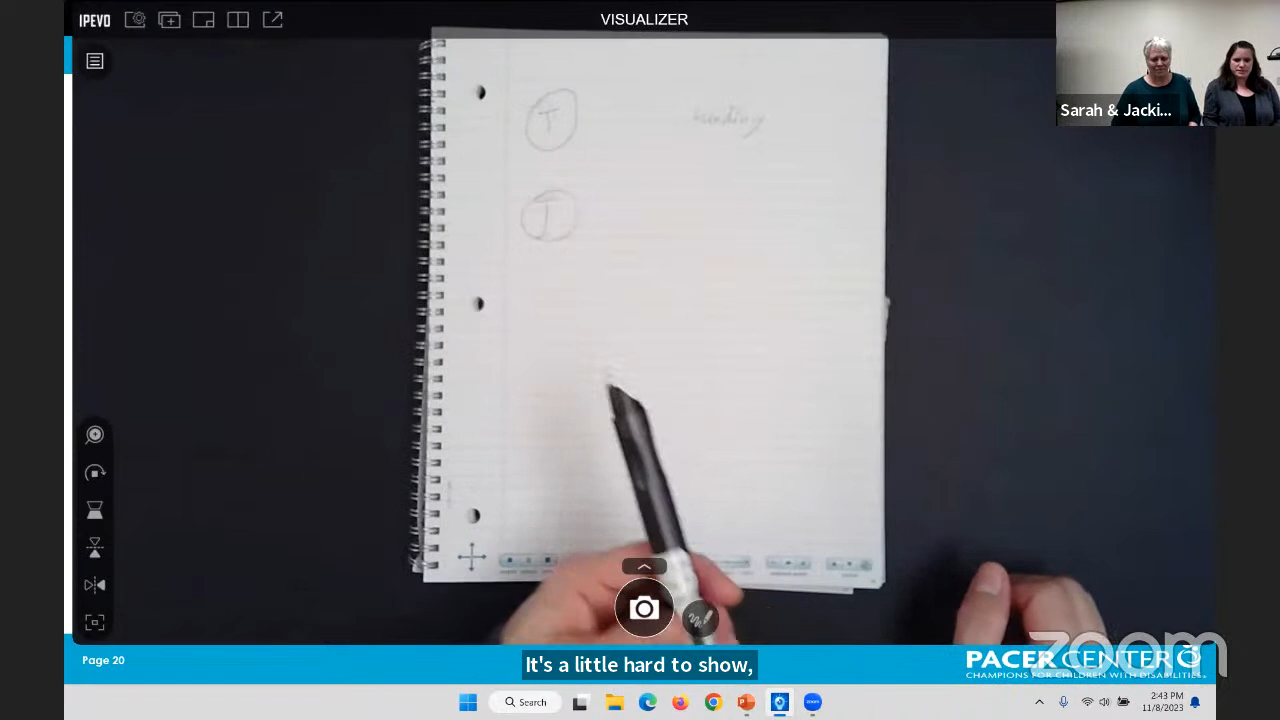 IPEVO
VISUALIZER
Sarah & Jacki...
T
T
It's a little hard to show,
Page 20
PACER CENTER
CHAMPIONS FOR CHILDREN WITH DISABILITIES
zoom
Search
2:43 PM
11/8/2023